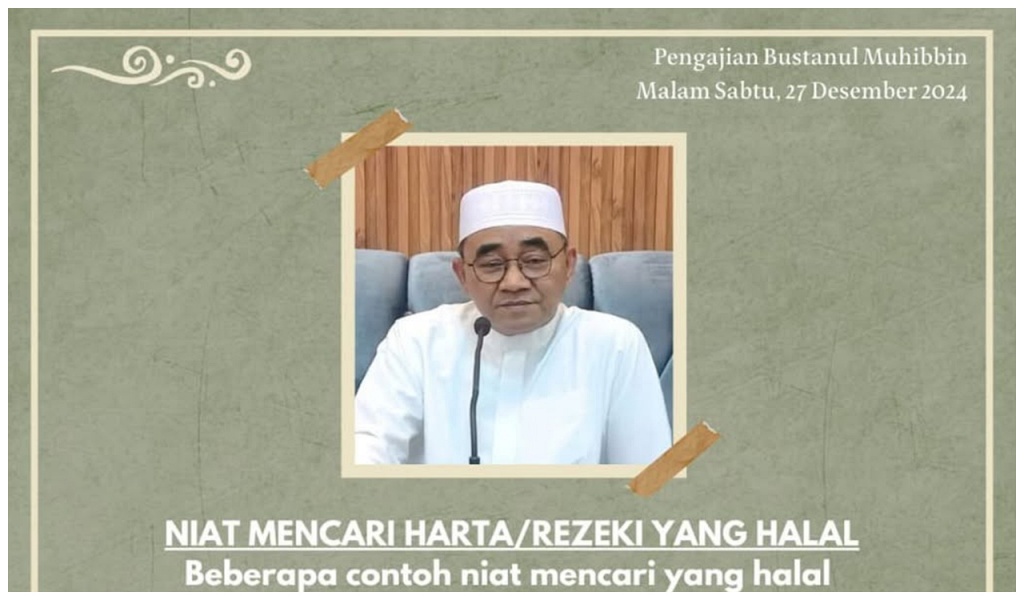 Pengajian Bustanul Muhibbin
Malam Sabtu, 27 Desember 2024
NIAT MENCARI HARTA/REZEKI YANG HALAL
Beberapa contoh niat mencari yang halal